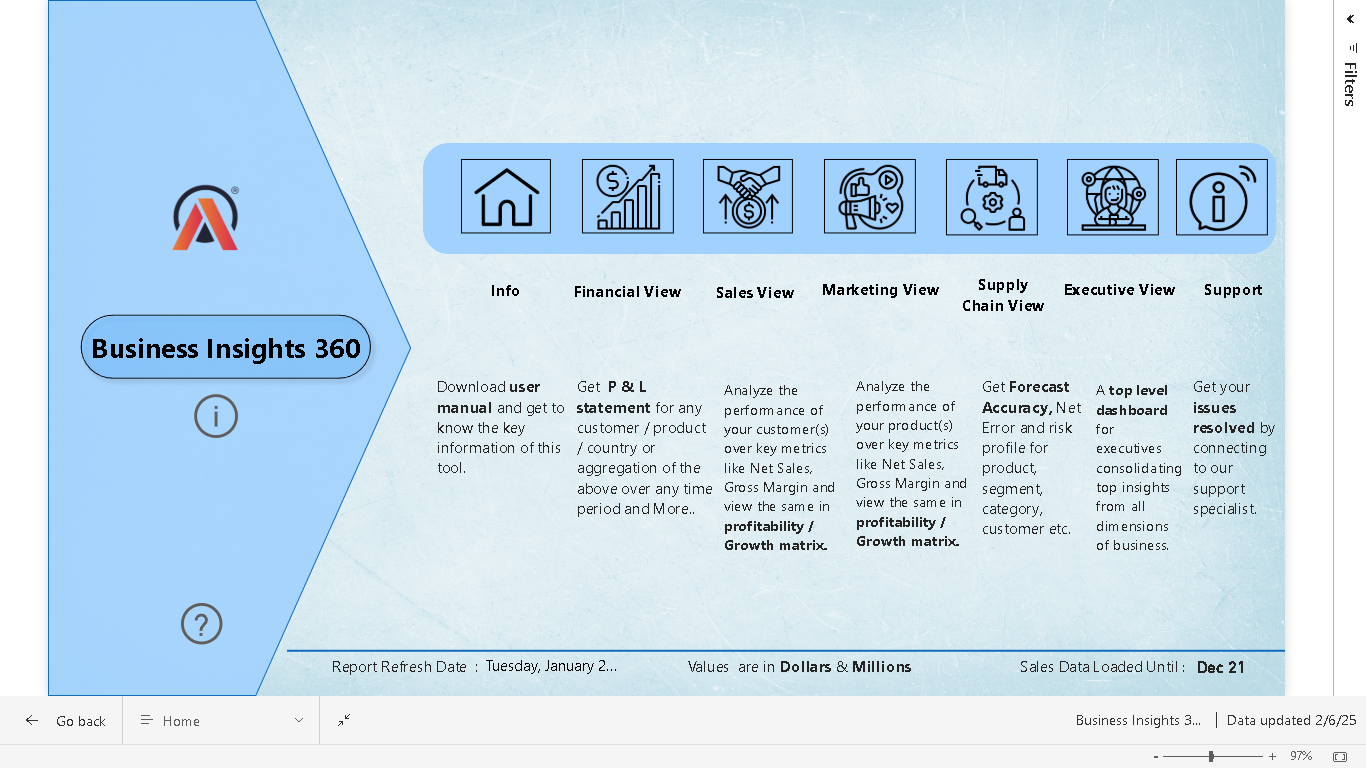 Filters
Info
Financial View
Sales View
Marketing View
Supply
Chain View
Executive View
Support
Business Insights 360
Download user
manual and get to
know the key
information of this
tool.
Get P & L
statement for any
customer / product
/ country or
aggregation of the
above over any time
period and More..
Analyze the
performance of
your customer(s)
over key metrics
like Net Sales,
Gross Margin and
view the same in
profitability /
Growth matrix.
Analyze the
performance of
your product(s)
over key metrics
like Net Sales,
Gross Margin and
view the same in
profitability /
Growth matrix.
Get Forecast
Accuracy, Net
Error and risk
profile for
product,
segment,
category,
customer etc.
A top level
dashboard
for
executives
consolidating
top insights
from all
dimensions
of business.
Get your
issues
resolved by
connecting
to our
support
specialist.
Report Refresh Date : Tuesday, January 2...
Values are in Dollars & Millions
Sales Data Loaded Until : Dec 21
Go back
Home
Business Insights 3... | Data updated 2/6/25
- + 97%